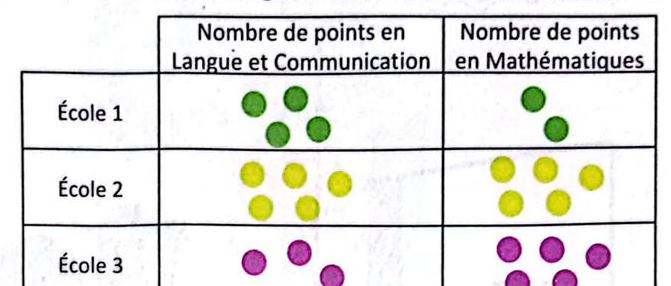 Nombre de points en
Langue et Communication
Nombre de points
en Mathématiques
École 1
École 2
École 3